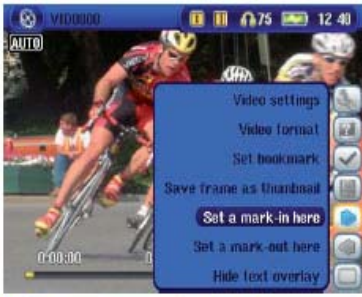 VID0000
75
12 40
AUTO
Video settings
Video format
Set bookmark
Save frame as thumbnail
Set a mark-in here
Set a mark-out here
0:00:00
Hide text overlay